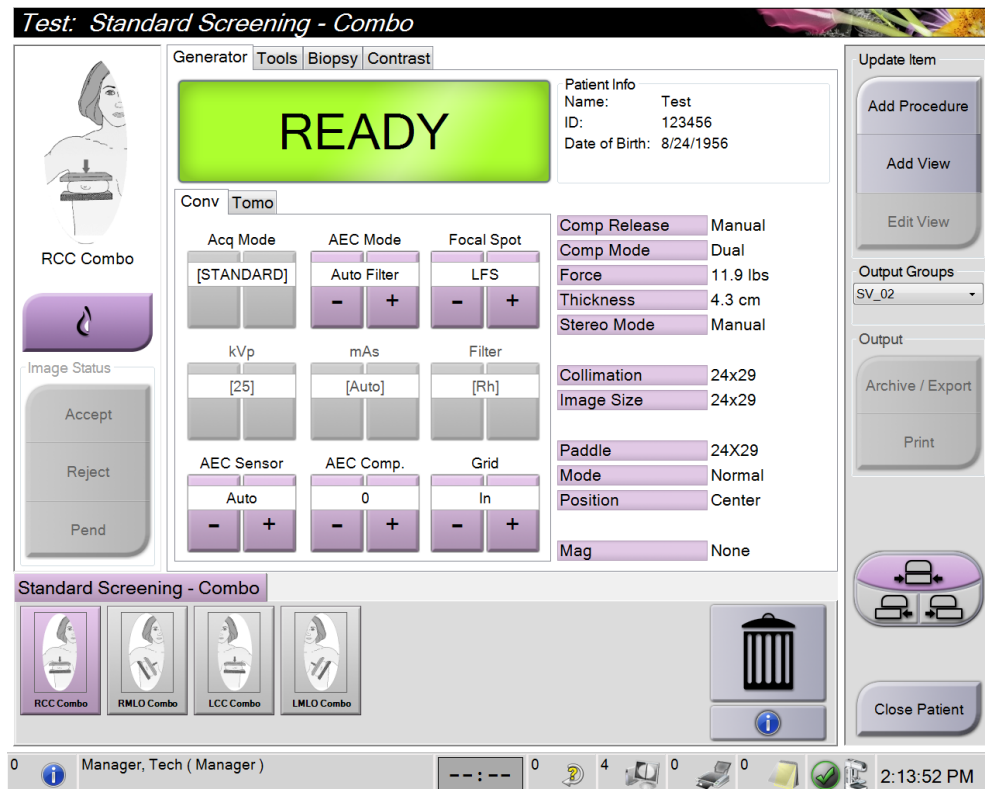 Test: Standard Screening - Combo
Generator Tools Biopsy Contrast
READY
Patient Info
Name: Test
ID: 123456
Date of Birth: 8/24/1956
RCC Combo
Image Status
Accept
Reject
Pend
Conv Tomo
Acq Mode AEC Mode Focal Spot
[STANDARD] Auto Filter LFS
- + - +
kVp mAs Filter
[25] [Auto] [Rh]
AEC Sensor AEC Comp. Grid
Auto 0 In
- + - + - +
Comp Release Manual
Comp Mode Dual
Force 11.9 lbs
Thickness 4.3 cm
Stereo Mode Manual
Collimation 24x29
Image Size 24x29
Paddle 24X29
Mode Normal
Position Center
Mag None
Update Item
Add Procedure
Add View
Edit View
Output Groups
SV_02
Output
Archive / Export
Print
Close Patient
Standard Screening - Combo
RCC Combo RMLO Combo LCC Combo LMLO Combo
0 Manager, Tech ( Manager ) --:-- 0 4 0 0 2:13:52 PM